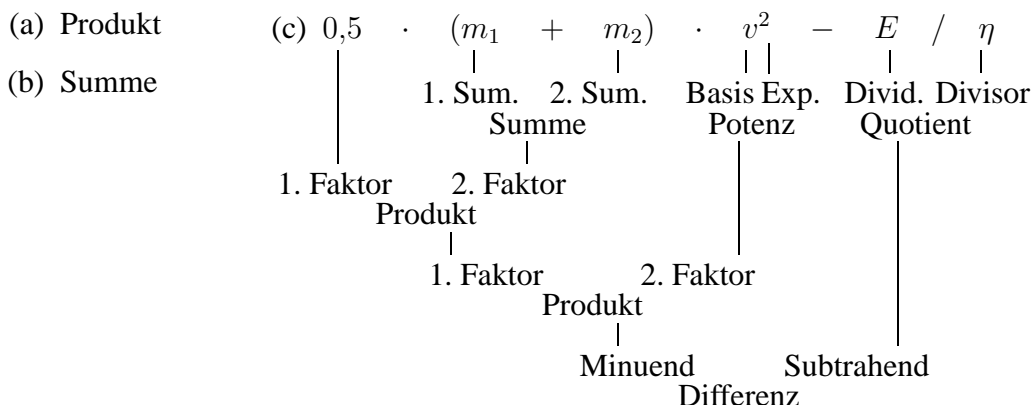 (a) Produkt (c) 0,5 · (m₁ + m₂) · v² − E / η
(b) Summe
1. Sum. 2. Sum. Basis Exp. Divid. Divisor
Summe Potenz Quotient
1. Faktor 2. Faktor
Produkt
1. Faktor 2. Faktor
Produkt
Minuend Subtrahend
Differenz